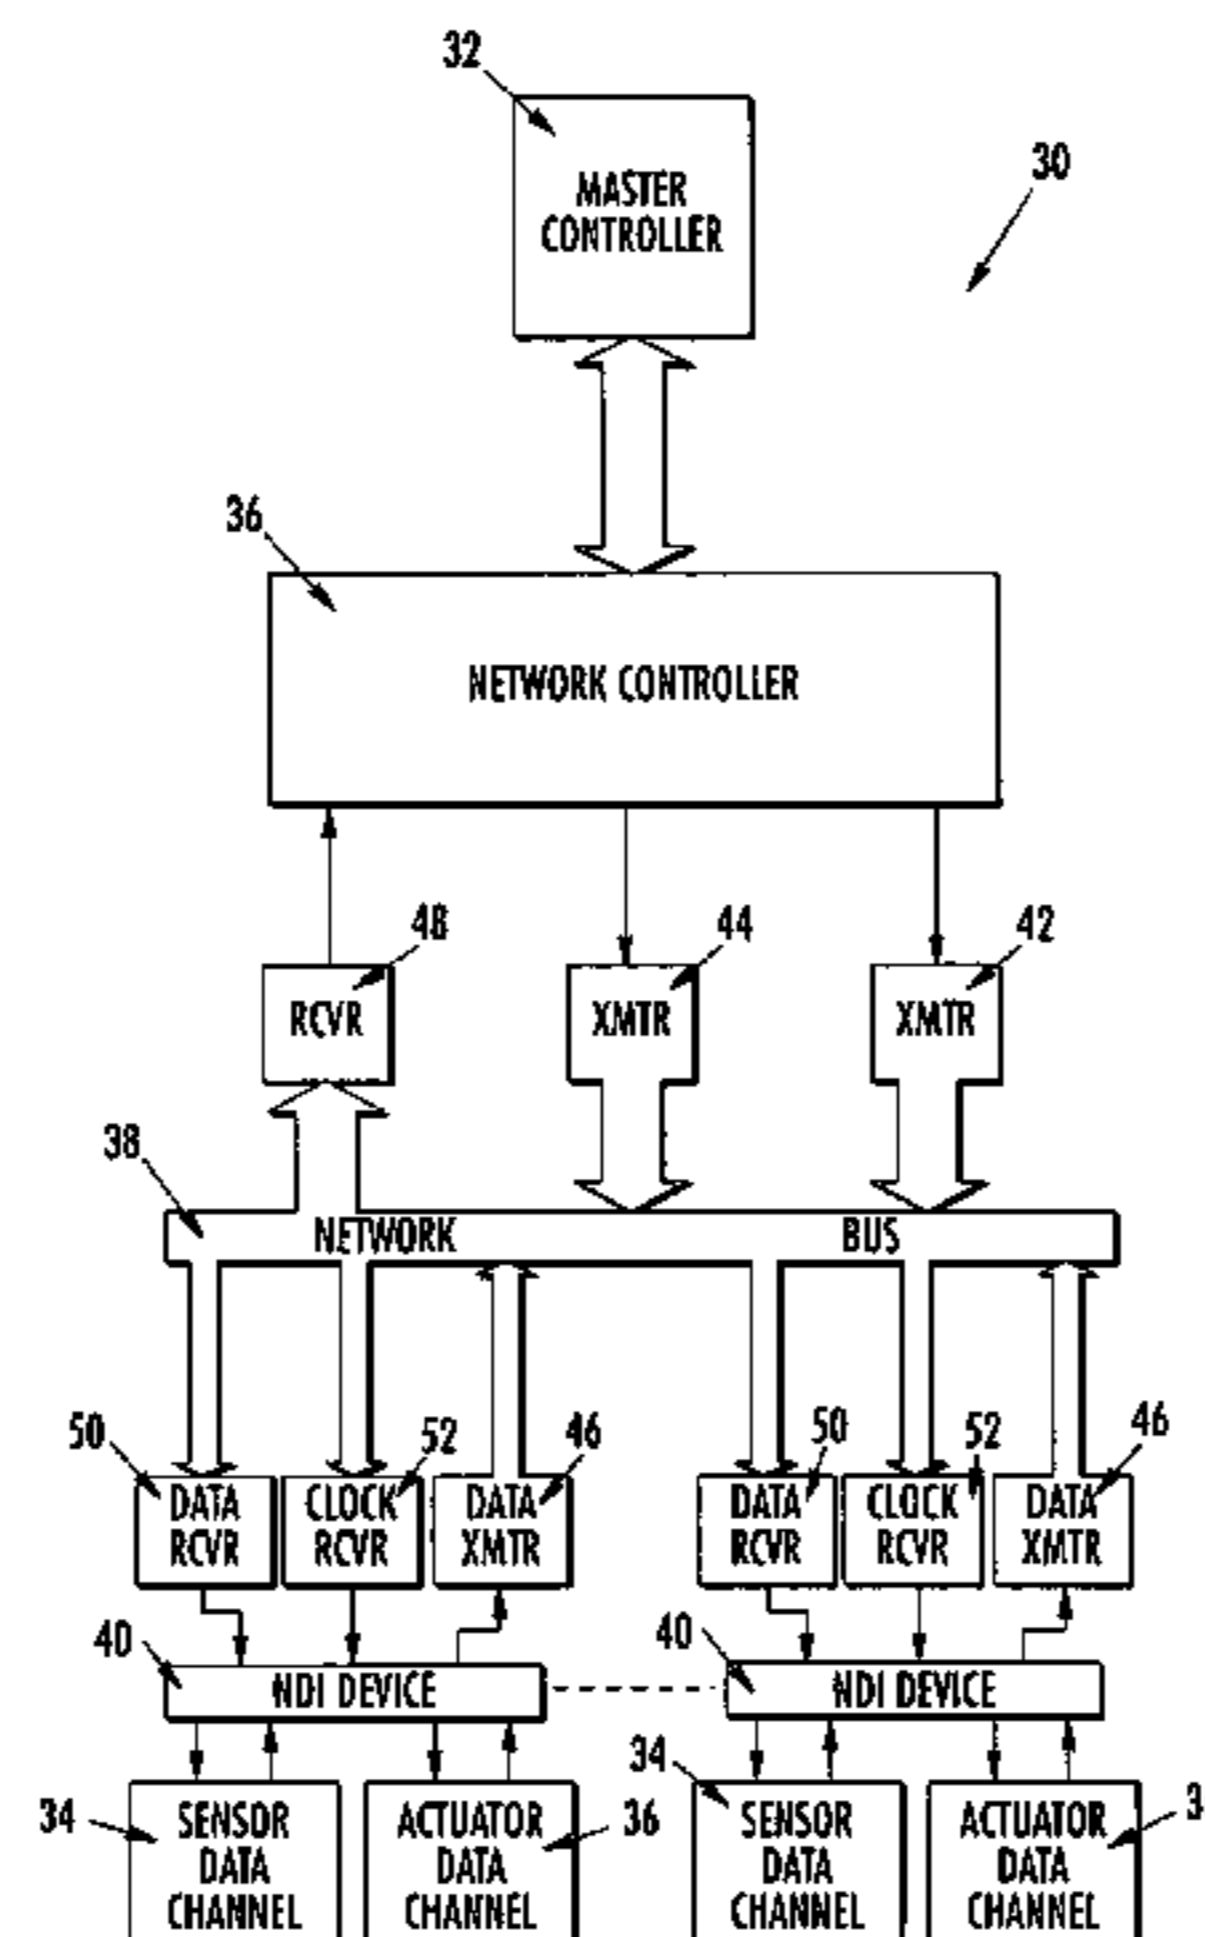 32
30
MASTER
CONTROLLER
36
NETWORK CONTROLLER
48
44
42
RCVR
XMTR
XMTR
38
NETWORK BUS
50
52
46
50
52
46
DATA
RCVR
CLOCK
RCVR
DATA
XMTR
DATA
RCVR
CLOCK
RCVR
DATA
XMTR
40
NDI DEVICE
40
NDI DEVICE
34
SENSOR
DATA
CHANNEL
ACTUATOR
DATA
CHANNEL
36
34
SENSOR
DATA
CHANNEL
ACTUATOR
DATA
CHANNEL